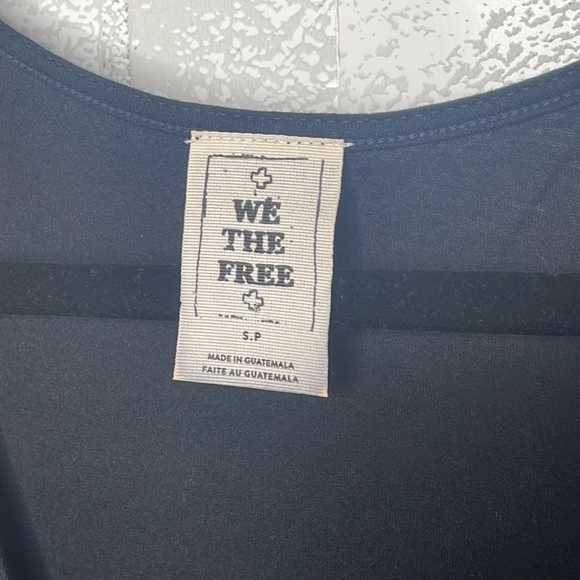 WE
THE
FREE
S.P
MADE IN GUATEMALA
FAITE AU GUATEMALA